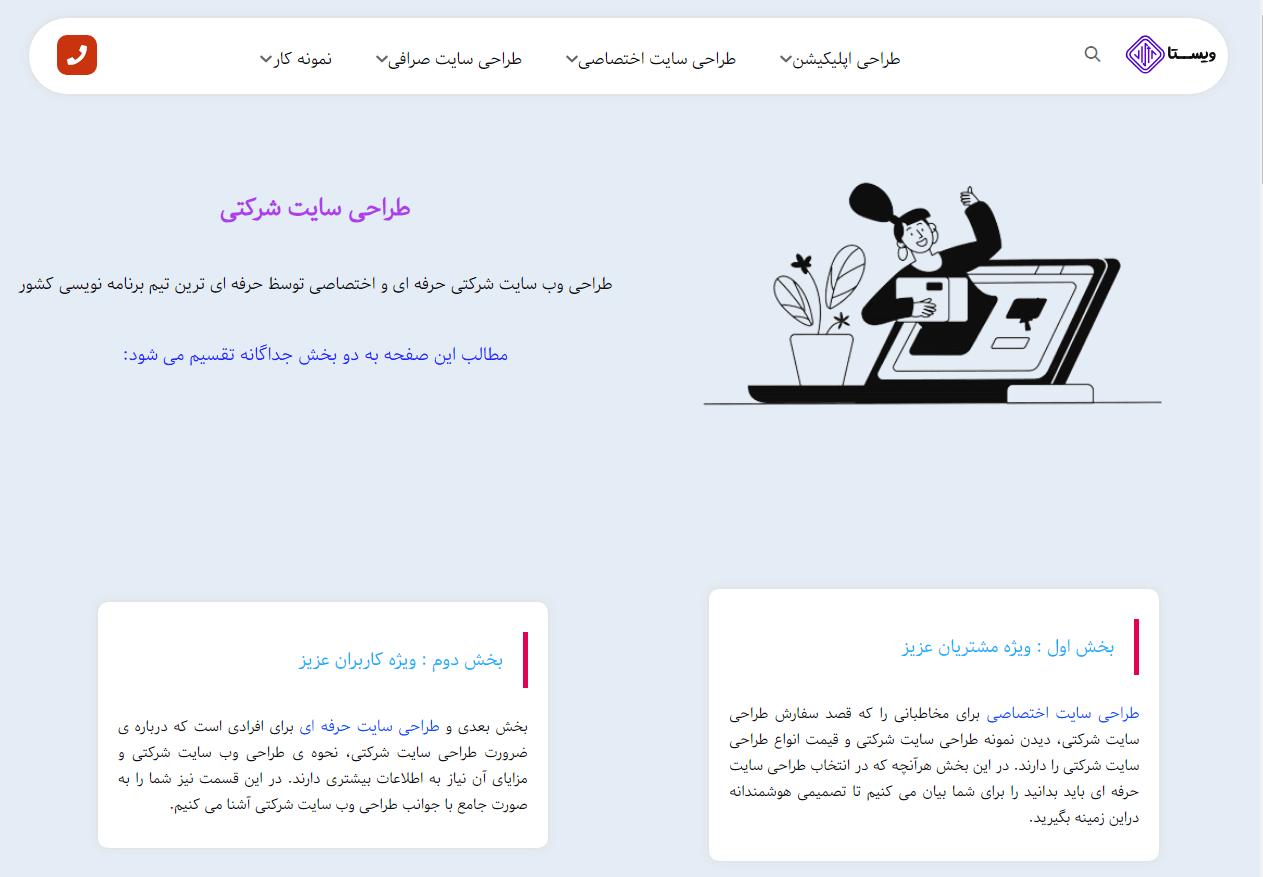 ویستا
طراحی اپلیکیشن
طراحی سایت اختصاصی
طراحی سایت صرافی
نمونه کار
طراحی سایت شرکتی
طراحی وب سایت شرکتی حرفه ای و اختصاصی توسظ حرفه ای ترین تیم برنامه نویسی کشور
مطالب این صفحه به دو بخش جداگانه تقسیم می شود:
بخش اول : ویژه مشتریان عزیز
طراحی سایت اختصاصی برای مخاطبانی را که قصد سفارش طراحی
سایت شرکتی، دیدن نمونه طراحی سایت شرکتی و قیمت انواع طراحی
سایت شرکتی را دارند. در این بخش هرآنچه که در انتخاب طراحی سایت
حرفه ای باید بدانید را برای شما بیان می کنیم تا تصمیمی هوشمندانه
دراین زمینه بگیرید.
بخش دوم : ویژه کاربران عزیز
بخش بعدی و طراحی سایت حرفه ای برای افرادی است که درباره ی
ضرورت طراحی سایت شرکتی، نحوه ی طراحی وب سایت شرکتی و
مزایای آن نیاز به اطلاعات بیشتری دارند. در این قسمت نیز شما را به
صورت جامع با جوانب طراحی وب سایت شرکتی آشنا می کنیم.